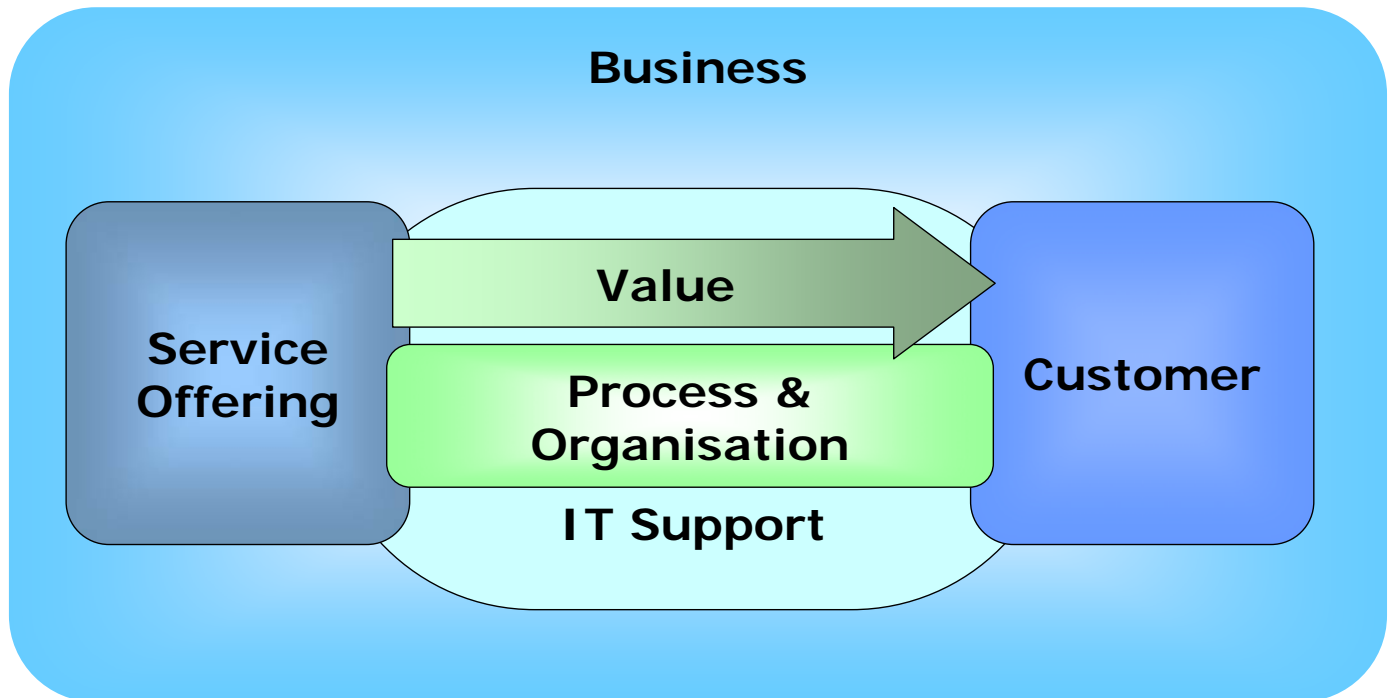 Business
Value
Service
Offering
Process &
Organisation
Customer
IT Support